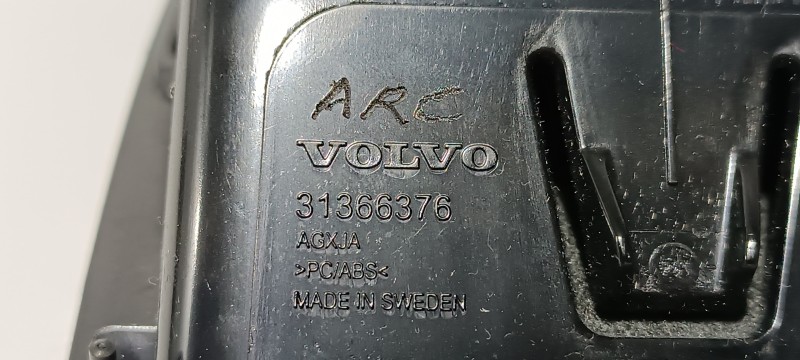 ARC
VOLVO
31366376
AGXJA
>PC/ABS<
MADE IN SWEDEN